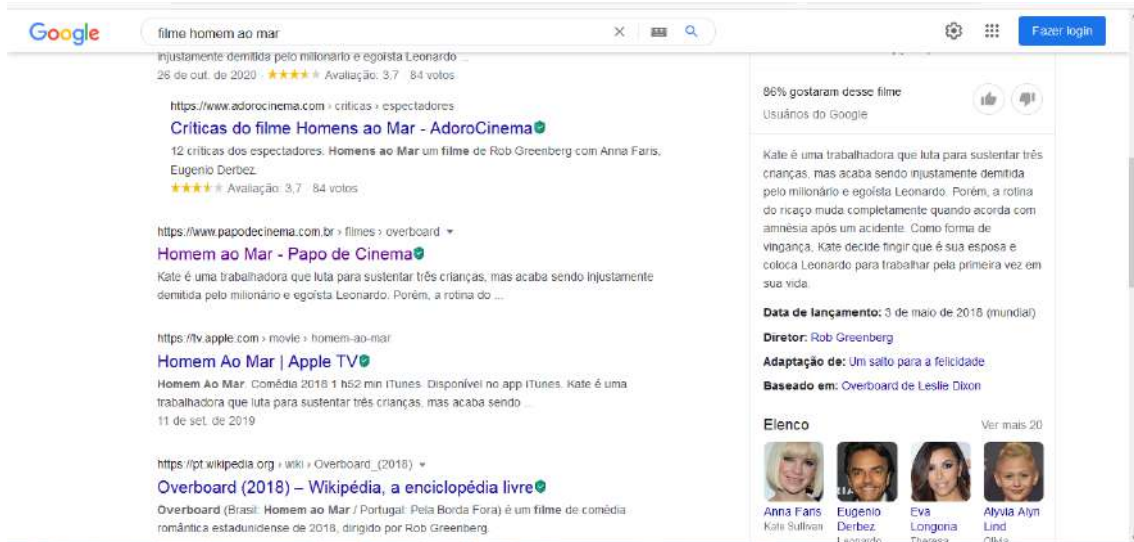 Google
filme homem ao mar
Fazer login
injustamente demitida pelo milionário e egoísta Leonardo ...
26 de out. de 2020 · Avaliação: 3,7 · 84 votos
https://www.adorocinema.com › criticas › espectadores
Críticas do filme Homens ao Mar - AdoroCinema
12 críticas dos espectadores. Homens ao Mar um filme de Rob Greenberg com Anna Faris,
Eugenio Derbez.
Avaliação: 3,7 · 84 votos
https://www.papodecinema.com.br › filmes › overboard
Homem ao Mar - Papo de Cinema
Kate é uma trabalhadora que luta para sustentar três crianças, mas acaba sendo injustamente
demitida pelo milionário e egoísta Leonardo. Porém, a rotina do ...
https://tv.apple.com › movie › homem-ao-mar
Homem Ao Mar | Apple TV
Homem Ao Mar. Comédia 2018 1 h52 min iTunes. Disponível no app iTunes. Kate é uma
trabalhadora que luta para sustentar três crianças, mas acaba sendo ...
11 de set. de 2019
https://pt.wikipedia.org › wiki › Overboard_(2018)
Overboard (2018) – Wikipédia, a enciclopédia livre
Overboard (Brasil: Homem ao Mar / Portugal: Pela Borda Fora) é um filme de comédia
romântica estadunidense de 2018, dirigido por Rob Greenberg.
86% gostaram desse filme
Usuários do Google
Kate é uma trabalhadora que luta para sustentar três
crianças, mas acaba sendo injustamente demitida
pelo milionário e egoísta Leonardo. Porém, a rotina
do ricaço muda completamente quando acorda com
amnésia após um acidente. Como forma de
vingança, Kate decide fingir que é sua esposa e
coloca Leonardo para trabalhar pela primeira vez em
sua vida.
Data de lançamento: 3 de maio de 2018 (mundial)
Diretor: Rob Greenberg
Adaptação de: Um salto para a felicidade
Baseado em: Overboard de Leslie Dixon
Elenco
Ver mais 20
Anna Faris
Kate Sullivan
Eugenio
Derbez
Leonardo
Eva
Longoria
Theresa
Alyvia Alyn
Lind
Olivia